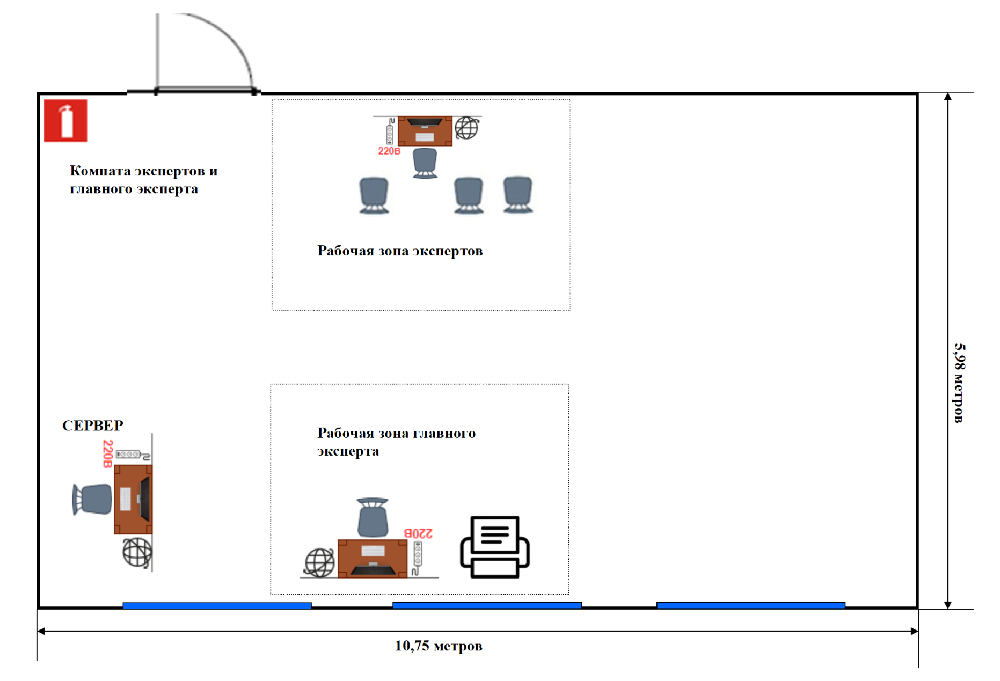 220В
Комната экспертов и
главного эксперта
Рабочая зона экспертов
5,98 метров
СЕРВЕР
220В
Рабочая зона главного
эксперта
220В
10,75 метров